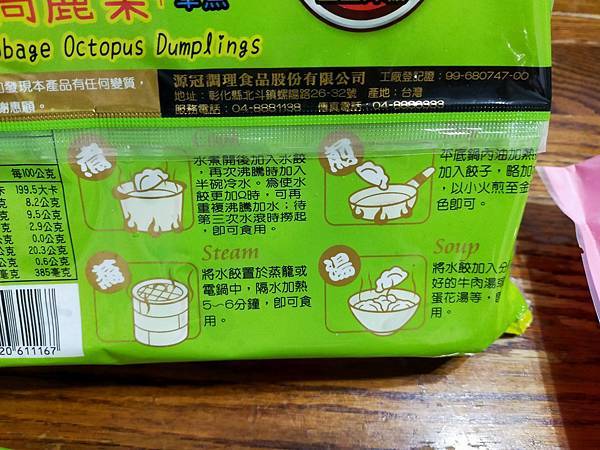 高麗菜
bbage Octopus Dumplings
發現本產品有任何變質,
謝惠顧。
源冠調理食品股份有限公司 工廠登記證:99-680747-00
地址:彰化縣北斗鎮螺陽路26-32號 產地:台灣
服務電話:04-8881138 傳真電話:04-8889993
每100公克
199.5大卡
8.2公克
9.5公克
2.9公克
0.0公克
20.3公克
0.6公克
385毫克
20 611167
煮
水煮開後加入水餃
,再次沸騰時加入
半碗冷水。為使水
餃更加Q時,可再
重複沸騰加水;待
第三次水滾時撈起
,即可食用。
煎
平底鍋內油加熱
加入餃子,略加
,以小火煎至金
色即可。
蒸
Steam
將水餃置於蒸籠或
電鍋中,隔水加熱
5~6分鐘,即可食
用。
湯
Soup
將水餃加入
好的牛肉湯
蛋花湯等,
用。